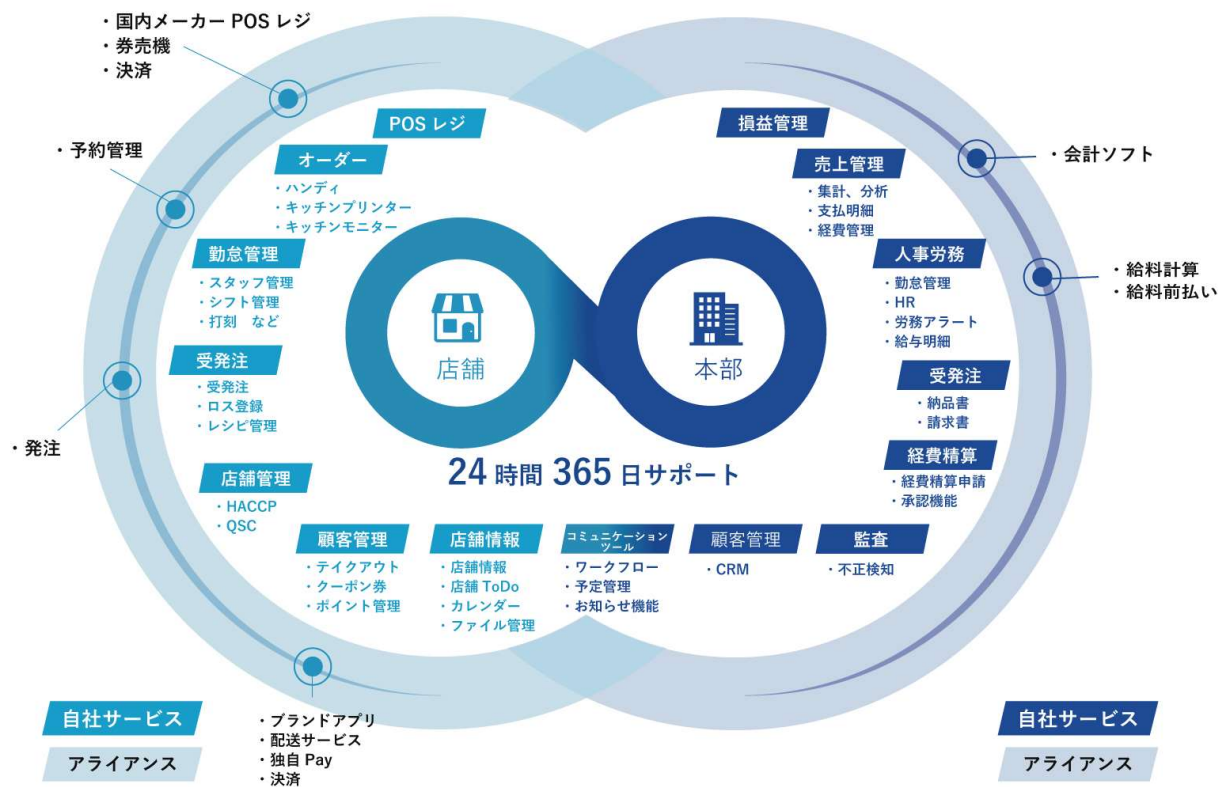 ・国内メーカー POS レジ
・券売機
・決済
・予約管理
・発注
POS レジ
オーダー
・ハンディ
・キッチンプリンター
・キッチンモニター
勤怠管理
・スタッフ管理
・シフト管理
・打刻　など
受発注
・受発注
・ロス登録
・レシピ管理
店舗管理
・HACCP
・QSC
店舗
本部
24 時間 365 日サポート
損益管理
売上管理
・集計、分析
・支払明細
・経費管理
人事労務
・勤怠管理
・HR
・労務アラート
・給与明細
受発注
・納品書
・請求書
経費精算
・経費精算申請
・承認機能
・会計ソフト
・給料計算
・給料前払い
顧客管理
・テイクアウト
・クーポン券
・ポイント管理
店舗情報
・店舗情報
・店舗 ToDo
・カレンダー
・ファイル管理
コミュニケーション
ツール
・ワークフロー
・予定管理
・お知らせ機能
顧客管理
・CRM
監査
・不正検知
自社サービス
アライアンス
・ブランドアプリ
・配送サービス
・独自 Pay
・決済
自社サービス
アライアンス